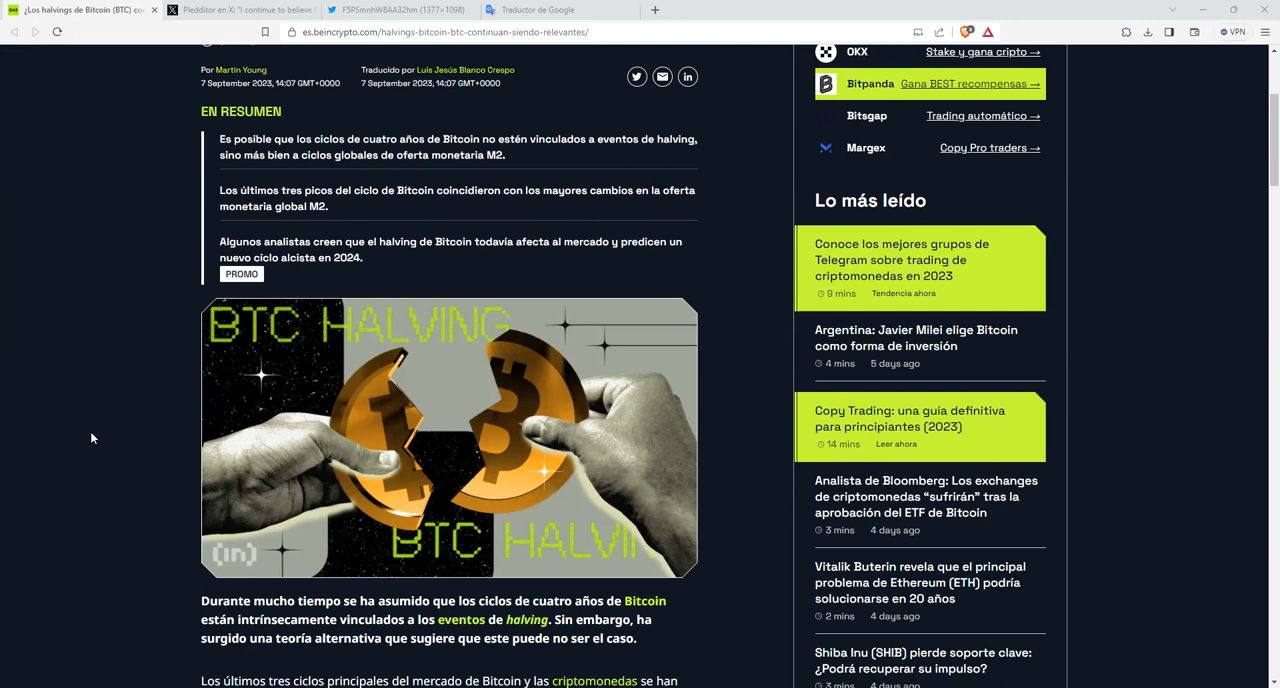 ¿Los halvings de Bitcoin (BTC) co
Piedditor en X: "I continue to believe
F5PSmnhW8AA32hm (1377×1098)
Traductor de Google
es.beincrypto.com/halvings-bitcoin-btc-continuan-siendo-relevantes/
VPN
Por Martin Young
7 September 2023, 14:07 GMT+0000
Traducido por Luis Jesús Blanco Crespo
7 September 2023, 14:07 GMT+0000
EN RESUMEN
Es posible que los ciclos de cuatro años de Bitcoin no estén vinculados a eventos de halving,
sino más bien a ciclos globales de oferta monetaria M2.
Los últimos tres picos del ciclo de Bitcoin coincidieron con los mayores cambios en la oferta
monetaria global M2.
Algunos analistas creen que el halving de Bitcoin todavía afecta al mercado y predicen un
nuevo ciclo alcista en 2024.
PROMO
BTC HALVING
BTC HALVIN
(in)
Durante mucho tiempo se ha asumido que los ciclos de cuatro años de Bitcoin
están intrínsecamente vinculados a los eventos de halving. Sin embargo, ha
surgido una teoría alternativa que sugiere que este puede no ser el caso.
Los últimos tres ciclos principales del mercado de Bitcoin y las criptomonedas se han
OKX Stake y gana cripto →
Bitpanda Gana BEST recompensas →
Bitsgap Trading automático →
Margex Copy Pro traders →
Lo más leído
Conoce los mejores grupos de
Telegram sobre trading de
criptomonedas en 2023
9 mins Tendencia ahora
Argentina: Javier Milei elige Bitcoin
como forma de inversión
4 mins 5 days ago
Copy Trading: una guía definitiva
para principiantes (2023)
14 mins Leer ahora
Analista de Bloomberg: Los exchanges
de criptomonedas “sufrirán” tras la
aprobación del ETF de Bitcoin
3 mins 4 days ago
Vitalik Buterin revela que el principal
problema de Ethereum (ETH) podría
solucionarse en 20 años
2 mins 4 days ago
Shiba Inu (SHIB) pierde soporte clave:
¿Podrá recuperar su impulso?
3 mins 4 days ago